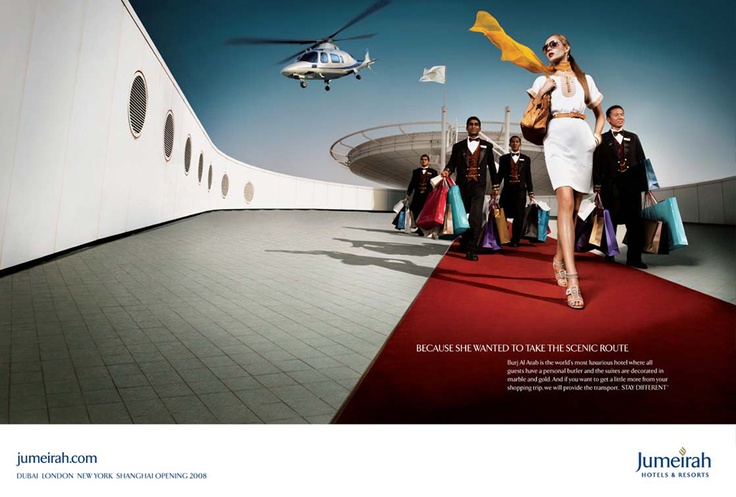 BECAUSE SHE WANTED TO TAKE THE SCENIC ROUTE
Burj Al Arab is the world's most luxurious hotel where all
guests have a personal butler and the suites are decorated in
marble and gold. And if you want to get a little more from your
shopping trip, we will provide the transport. STAY DIFFERENT™
jumeirah.com
DUBAI LONDON NEW YORK SHANGHAI OPENING 2008
Jumeirah
HOTELS & RESORTS